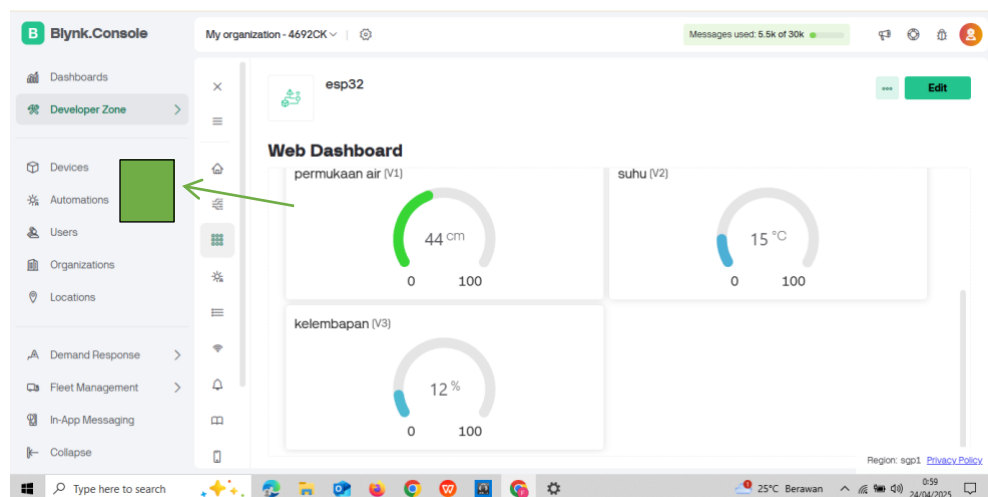 B Blynk.Console
My organization - 4692CK
Messages used: 5.5k of 30k
Dashboards
Developer Zone
Devices
Automations
Users
Organizations
Locations
Demand Response
Fleet Management
In-App Messaging
Collapse
esp32
Edit
Web Dashboard
permukaan air (V1)
44 cm
0 100
suhu (V2)
15 °C
0 100
kelembapan (V3)
12 %
0 100
Region: sgp1 Privacy Policy
Type here to search
25°C Berawan
0:59
24/04/2025